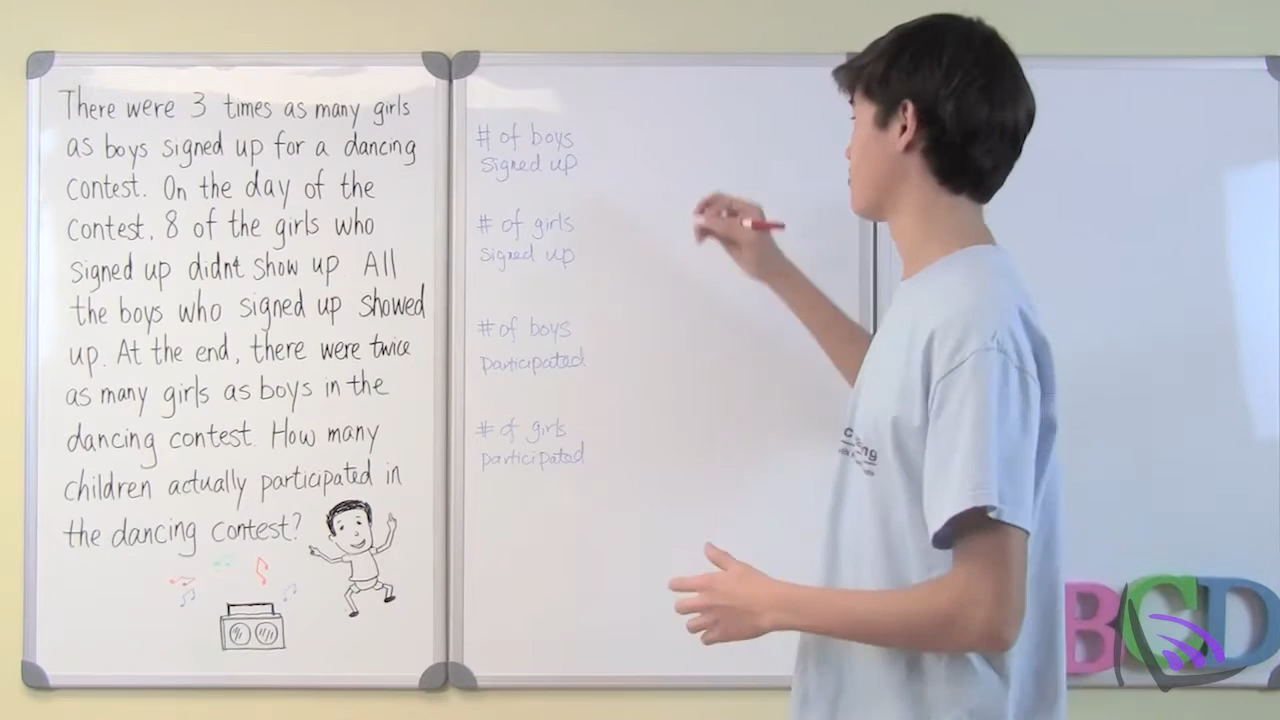 There were 3 times as many girls
as boys signed up for a dancing
contest. On the day of the
contest, 8 of the girls who
signed up didnt show up. All
the boys who signed up showed
up. At the end, there were twice
as many girls as boys in the
dancing contest. How many
children actually participated in
the dancing contest?
# of boys
signed up
# of girls
signed up
# of boys
participated
# of girls
participated
BCD